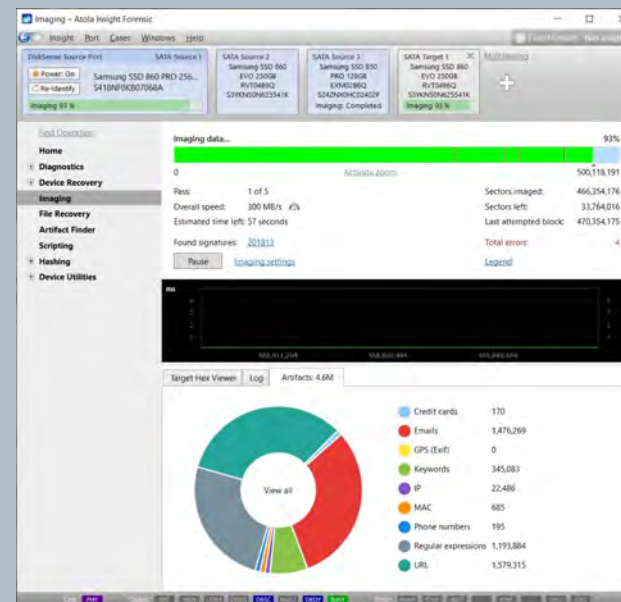 Imaging – Atola Insight Forensic
Insight Port Cases Windows Help
DiskSense Source Port SATA Source 1
Power: On
Re-identify
Samsung SSD 860 PRO 256...
S418NF0KB07068A
Imaging 93 %
SATA Source 2
Samsung SSD 860
EVO 250GB
RVT04B6Q
S3YKNS0N625541K
SATA Source 3
Samsung SSD 850
PRO 128GB
EXM02B6Q
Imaging: Completed
SATA Target 1
Samsung SSD 860
EVO 250GB
RVT04B6Q
S3YKNS0N625541K
Imaging 93 %
Find Operation
Home
Diagnostics
Device Recovery
Imaging
File Recovery
Artifact Finder
Scripting
Hashing
Device Utilities
Imaging data...
93%
0
Activate zoom
500,118,191
Pass: 1 of 5
Overall speed: 300 MB/s
Estimated time left: 57 seconds
Found signatures: 201813
Sectors imaged: 466,354,176
Sectors left: 33,764,016
Last attempted block: 470,354,175
Total errors: 4
Pause
Imaging settings
Legend
ms
Target Hex Viewer
Log
Artifacts: 4.6M
View all
Credit cards 170
Emails 1,476,269
GPS (Exif) 0
Keywords 345,083
IP 22,486
MAC 685
Phone numbers 195
Regular expressions 1,193,884
URL 1,579,315
PHY
DRSC
DRDY
BUSY